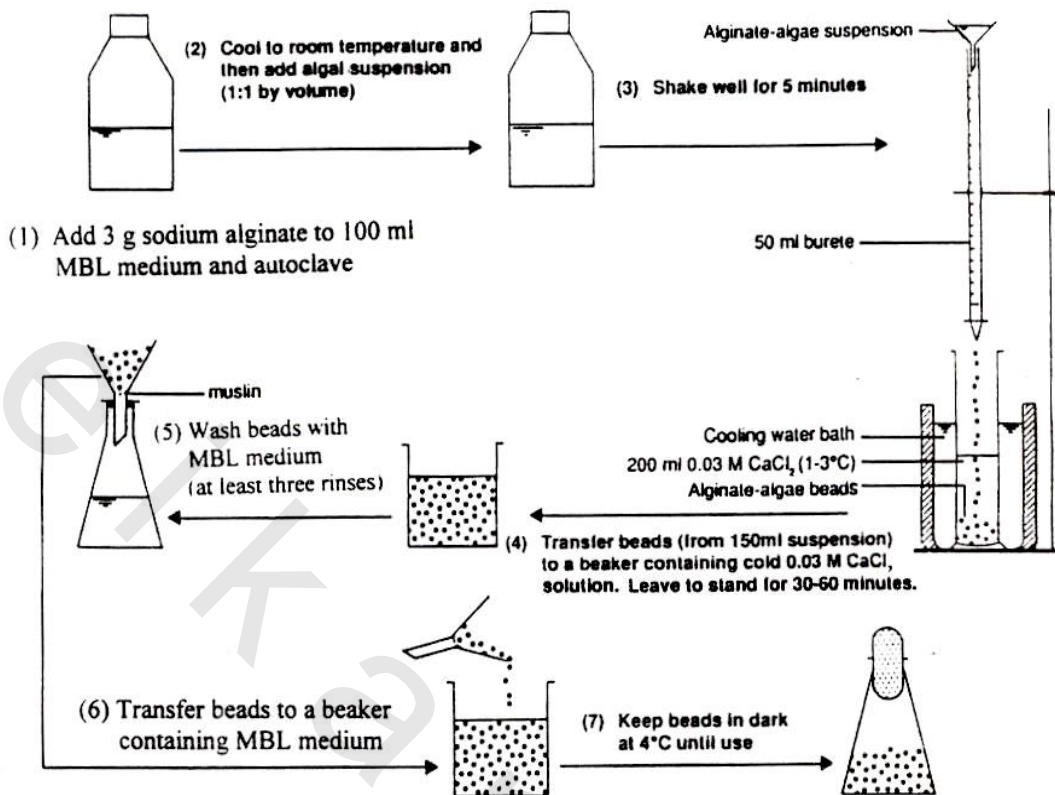 (2) Cool to room temperature and
then add algal suspension
(1:1 by volume)
Alginate-algae suspension
(3) Shake well for 5 minutes
(1) Add 3 g sodium alginate to 100 ml
MBL medium and autoclave
50 ml burete
muslin
(5) Wash beads with
MBL medium
(at least three rinses)
Cooling water bath
200 ml 0.03 M CaCl₂ (1-3°C)
Alginate-algae beads
(4) Transfer beads (from 150ml suspension)
to a beaker containing cold 0.03 M CaCl,
solution. Leave to stand for 30-60 minutes.
(6) Transfer beads to a beaker
containing MBL medium
(7) Keep beads in dark
at 4°C until use